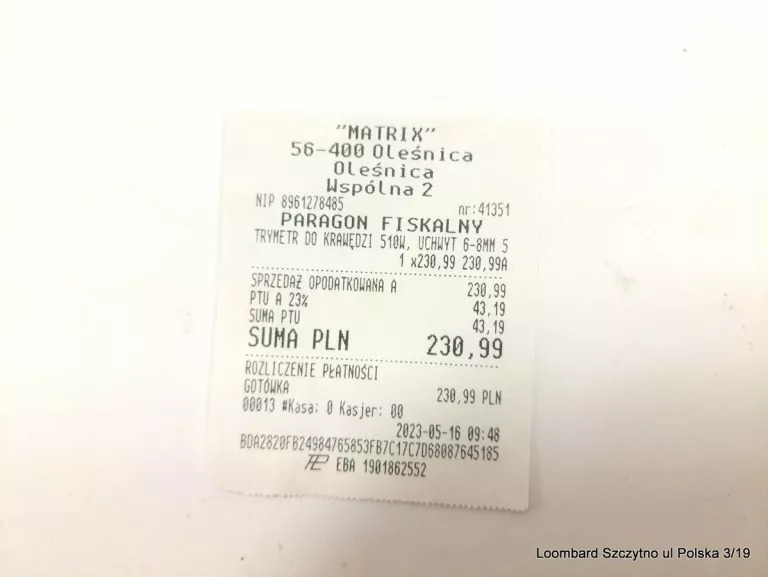 "MATRIX"
56-400 Oleśnica
Oleśnica
Wspólna 2
NIP 8961278485 nr:41351
PARAGON FISKALNY
TRYMETR DO KRAWĘDZI 510W, UCHWYT 6-8MM 5
1 x230,99 230,99A
SPRZEDAŻ OPODATKOWANA A 230,99
PTU A 23% 43,19
SUMA PTU 43,19
SUMA PLN 230,99
ROZLICZENIE PŁATNOŚCI
GOTÓWKA 230,99 PLN
00013 #Kasa: 0 Kasjer: 00
2023-05-16 09:48
BDA2820FB24984765853FB7C17C7D68087645185
EBA 1901862552
Loombard Szczytno ul Polska 3/19